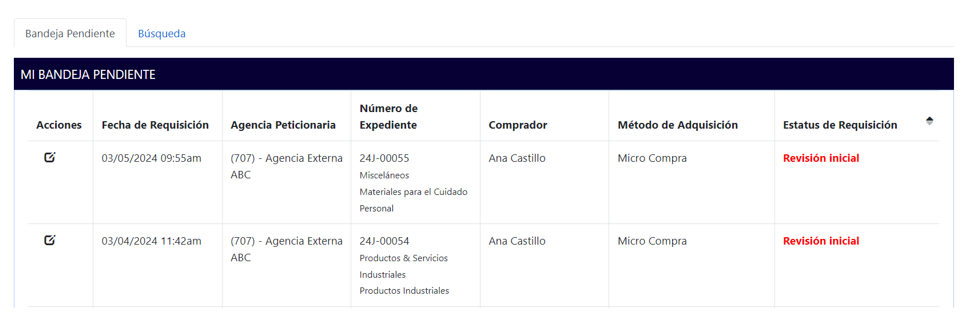 Bandeja Pendiente Búsqueda
MI BANDEJA PENDIENTE
Acciones Fecha de Requisición Agencia Peticionaria Número de Expediente Comprador Método de Adquisición Estatus de Requisición
03/05/2024 09:55am (707) - Agencia Externa 24J-00055 Ana Castillo Micro Compra Revisión inicial
ABC Misceláneos
Materiales para el Cuidado
Personal
03/04/2024 11:42am (707) - Agencia Externa 24J-00054 Ana Castillo Micro Compra Revisión inicial
ABC Productos & Servicios
Industriales
Productos Industriales